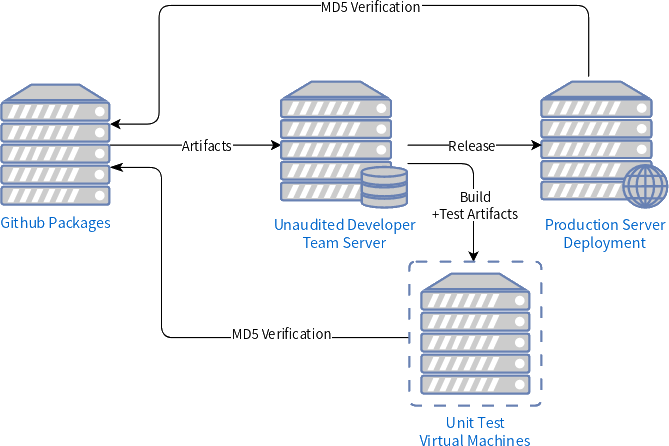 MD5 Verification
Artifacts
Release
Build
+Test Artifacts
Github Packages
Unaudited Developer
Team Server
Production Server
Deployment
MD5 Verification
Unit Test
Virtual Machines